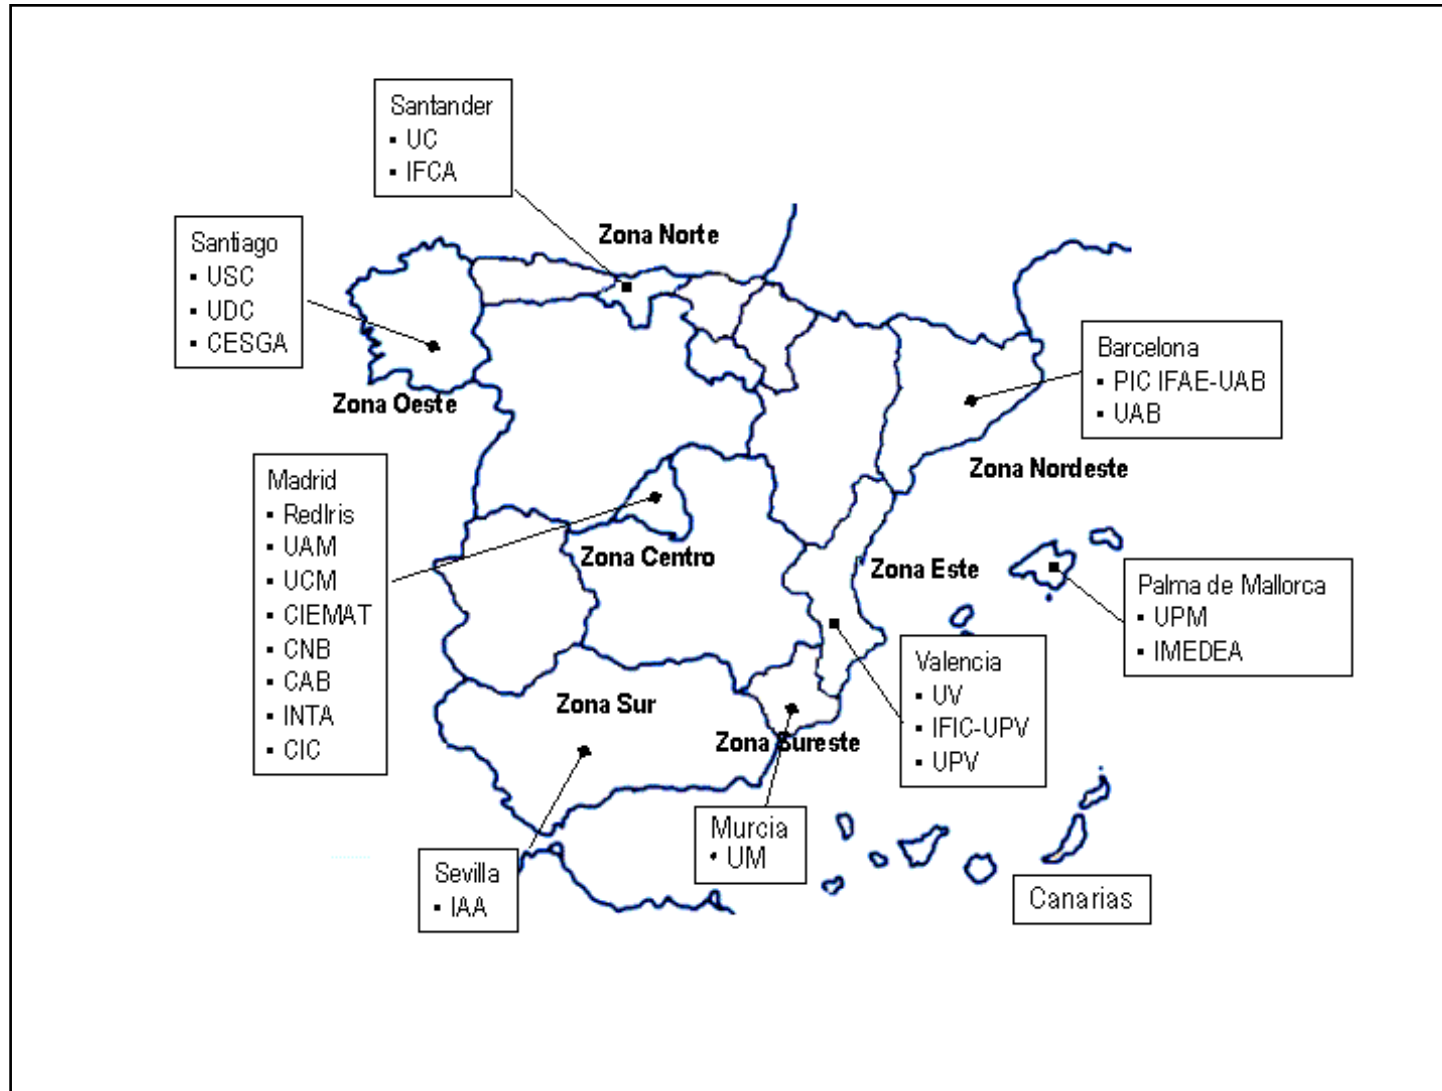 Santander
▪ UC
▪ IFCA
Zona Norte
Santiago
▪ USC
▪ UDC
▪ CESGA
Zona Oeste
Barcelona
▪ PIC IFAE-UAB
▪ UAB
Zona Nordeste
Madrid
▪ RedIris
▪ UAM
▪ UCM
▪ CIEMAT
▪ CNB
▪ CAB
▪ INTA
▪ CIC
Zona Centro
Zona Este
Palma de Mallorca
▪ UPM
▪ IMEDEA
Valencia
▪ UV
▪ IFIC-UPV
▪ UPV
Zona Sur
Zona Sureste
Murcia
• UM
Sevilla
▪ IAA
Canarias